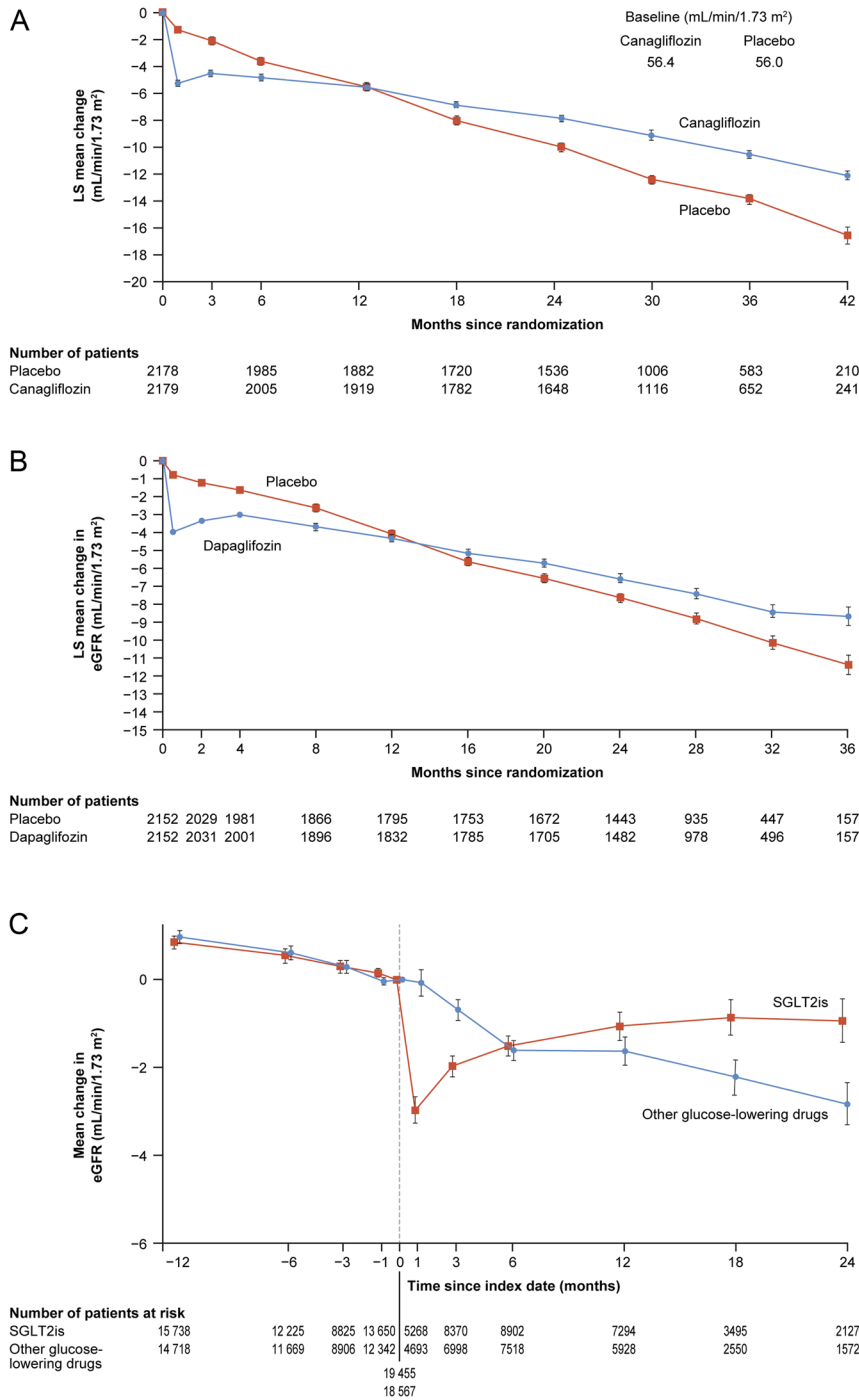 A
Baseline (mL/min/1.73 m²)
Canagliflozin Placebo
56.4 56.0
0
−2
−4
−6
−8
−10
−12
−14
−16
−18
−20
LS mean change
(mL/min/1.73 m²)
Canagliflozin
Placebo
0 3 6 12 18 24 30 36 42
Months since randomization
Number of patients
Placebo 2178 1985 1882 1720 1536 1006 583 210
Canagliflozin 2179 2005 1919 1782 1648 1116 652 241
B
0
−1
−2
−3
−4
−5
−6
−7
−8
−9
−10
−11
−12
−13
−14
−15
LS mean change in
eGFR (mL/min/1.73 m²)
Placebo
Dapaglifozin
0 2 4 8 12 16 20 24 28 32 36
Months since randomization
Number of patients
Placebo 2152 2029 1981 1866 1795 1753 1672 1443 935 447 157
Dapaglifozin 2152 2031 2001 1896 1832 1785 1705 1482 978 496 157
C
0
−2
−4
−6
Mean change in
eGFR (mL/min/1.73 m²)
SGLT2is
Other glucose-lowering drugs
−12 −6 −3 −1 0 1 3 6 12 18 24
Time since index date (months)
Number of patients at risk
SGLT2is 15 738 12 225 8825 13 650 5268 8370 8902 7294 3495 2127
Other glucose- 14 718 11 669 8906 12 342 4693 6998 7518 5928 2550 1572
lowering drugs
19 455
18 567